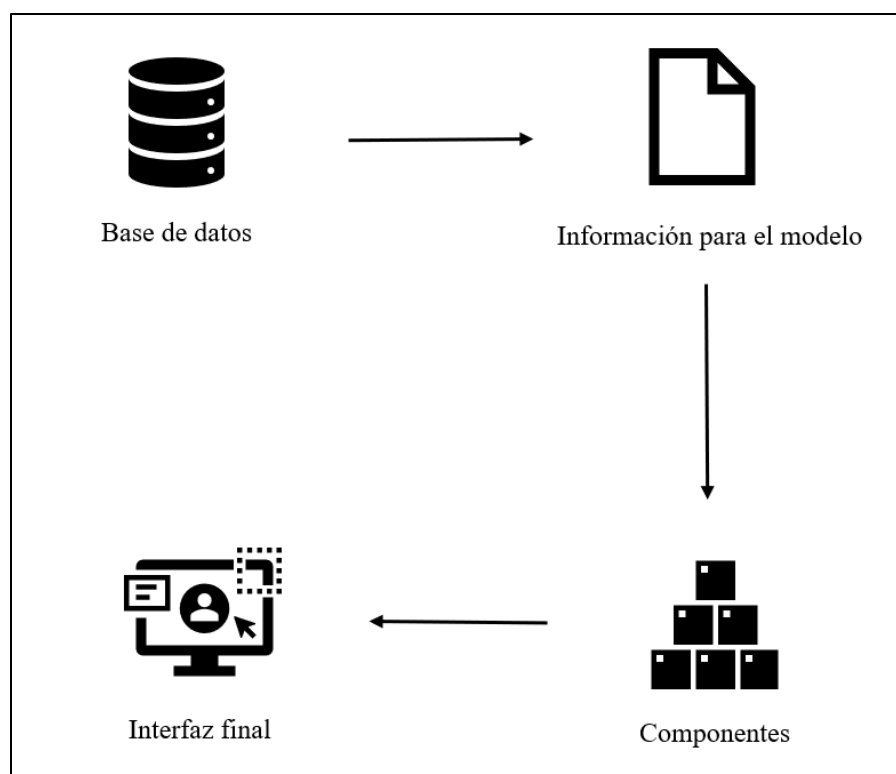 Base de datos
Información para el modelo
Interfaz final
Componentes